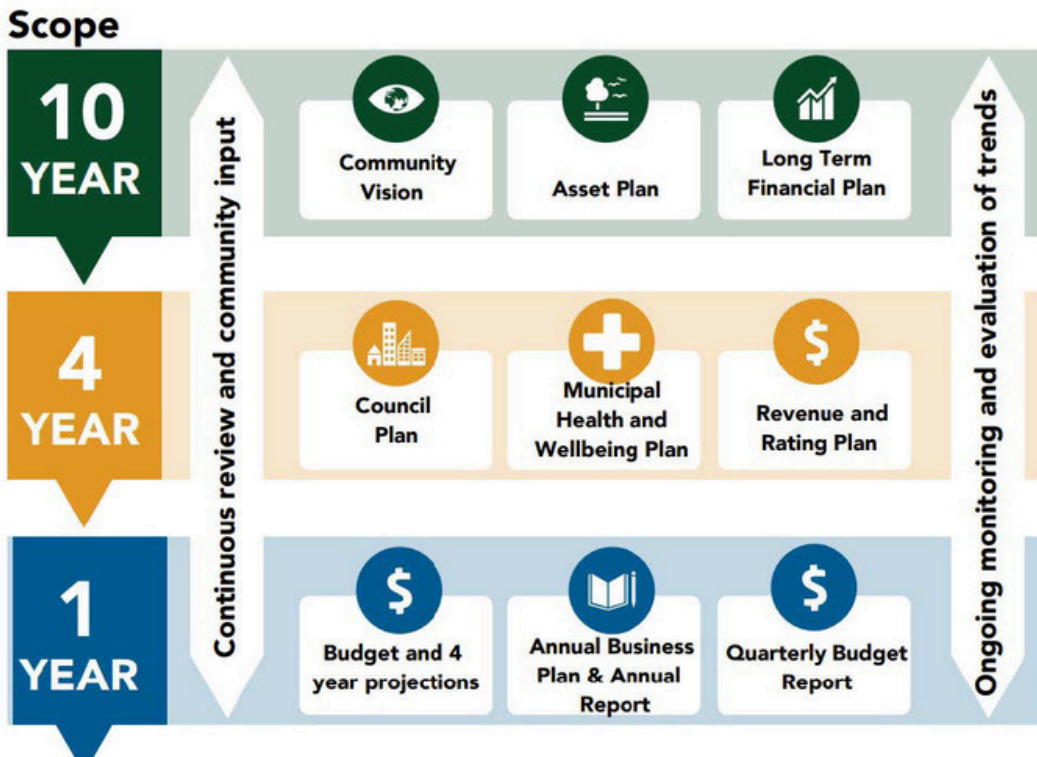 Scope
10
YEAR
Continuous review and community input
Community
Vision
Asset Plan
Long Term
Financial Plan
Ongoing monitoring and evaluation of trends
4
YEAR
Council
Plan
Municipal
Health and
Wellbeing Plan
$
Revenue and
Rating Plan
1
YEAR
$
Budget and 4
year projections
Annual Business
Plan & Annual
Report
$
Quarterly Budget
Report